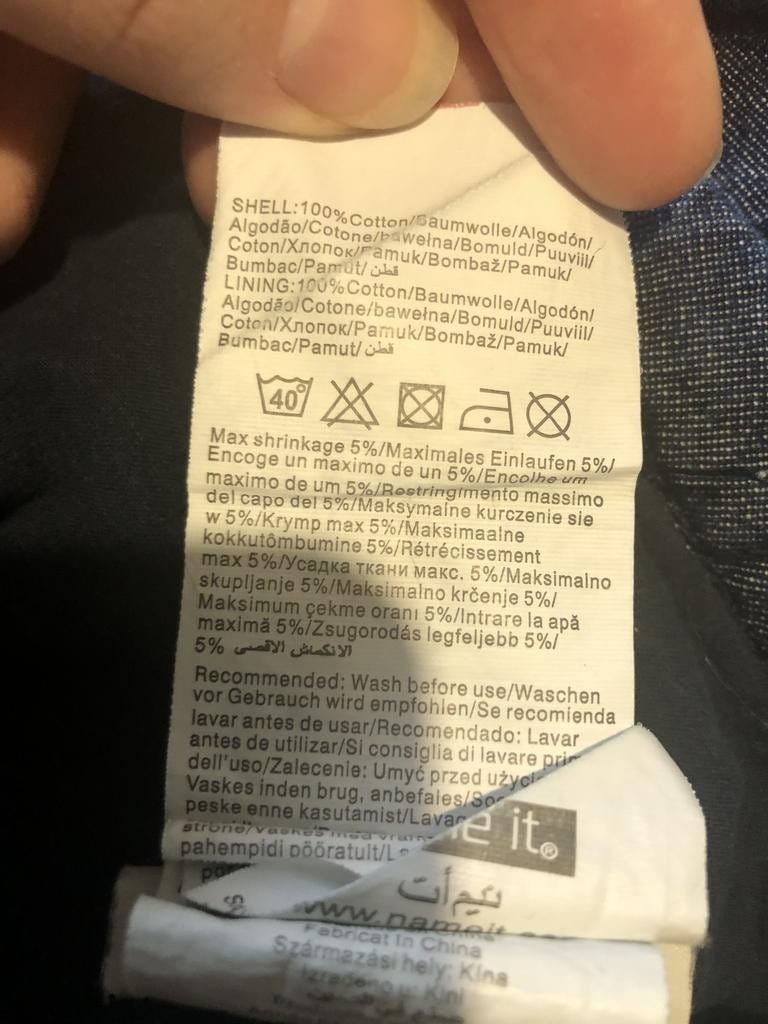 SHELL:100%Cotton/Baumwolle/Algodón/
Algodão/Cotone/bawełna/Bomuld/Puuviil/
Coton/Хлопок/Pamuk/Bombaž/Pamuk/
Bumbac/Pamut/قطن
LINING:100%Cotton/Baumwolle/Algodón/
Algodão/Cotone/bawełna/Bomuld/Puuviil/
Coton/Хлопок/Pamuk/Bombaž/Pamuk/
Bumbac/Pamut/قطن
40°
Max shrinkage 5%/Maximales Einlaufen 5%/
Encoge un maximo de un 5%/Encolhe um
maximo de um 5%/Restringimento massimo
del capo del 5%/Maksymalne kurczenie sie
w 5%/Krymp max 5%/Maksimaalne
kokkutõmbumine 5%/Rétrécissement
max 5%/Усадка ткани макс. 5%/Maksimalno
skupljanje 5%/Maksimalno krčenje 5%/
Maksimum çekme oranı 5%/Intrare la apă
maximă 5%/Zsugorodás legfeljebb 5%/
الانكماش الاقصى 5%
Recommended: Wash before use/Waschen
vor Gebrauch wird empfohlen/Se recomienda
lavar antes de usar/Recomendado: Lavar
antes de utilizar/Si consiglia di lavare
dell'uso/Zalecenie: Umyć przed
Vaskes inden brug, anbefales/
peske enne kasutamist/
pahempidi pööratult/
e it®
نيم أت
www.nameit.
Fabricat în China
Származási hely: Kína
Izrađeno u: Kini